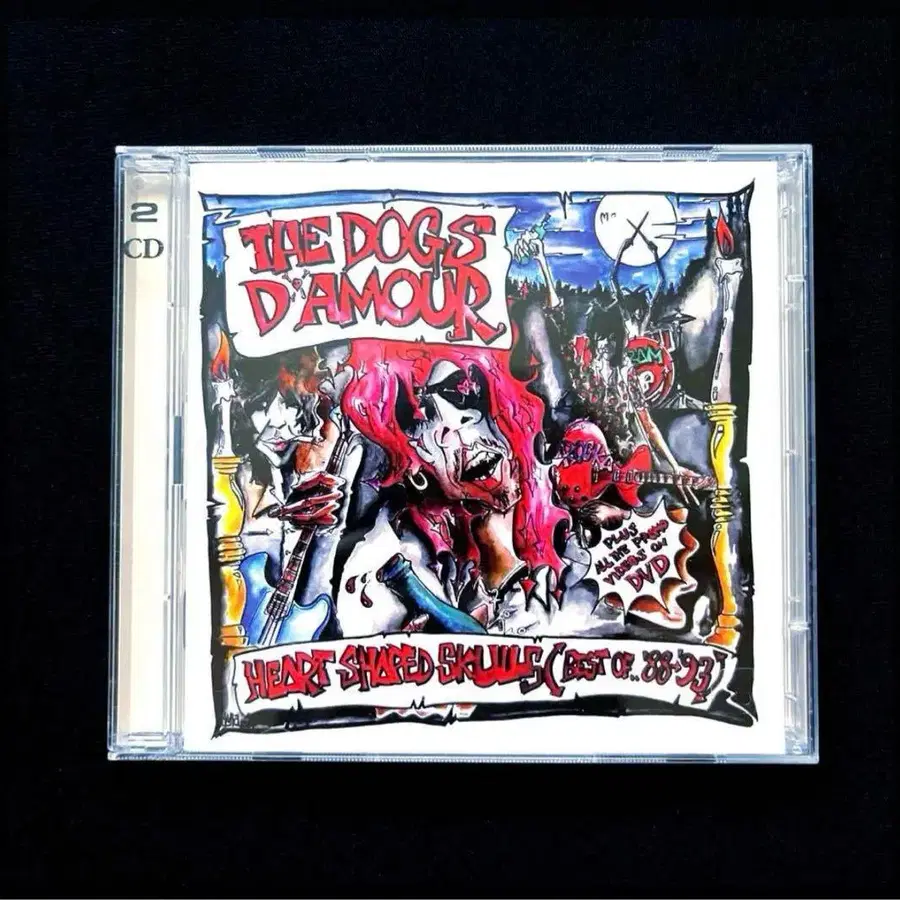 2
CD
THE DOGS
D'AMOUR
BAM
PLUS
ALL THE PROMO
VIDEOS ON
DVD
HEART SHAPED SKULLS (BEST OF.. '88-'93)